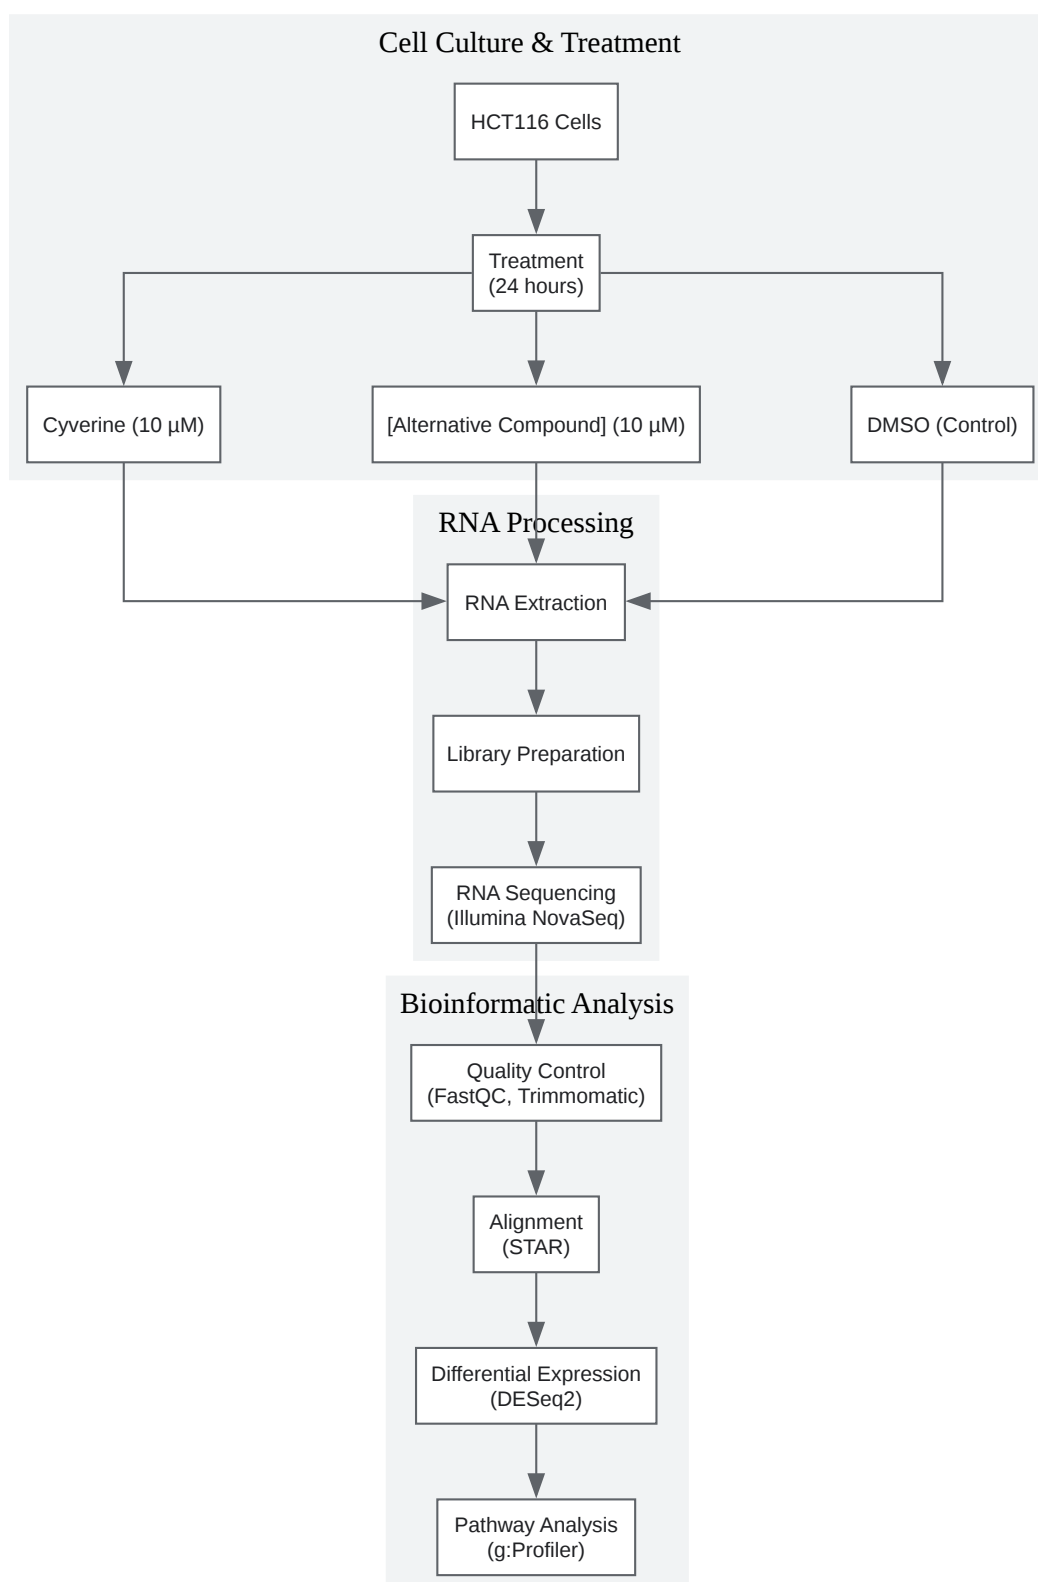 Cell Culture & Treatment
HCT116 Cells
Treatment
(24 hours)
Cyverine (10 µM)
[Alternative Compound] (10 µM)
DMSO (Control)
RNA Processing
RNA Extraction
Library Preparation
RNA Sequencing
(Illumina NovaSeq)
Bioinformatic Analysis
Quality Control
(FastQC, Trimmomatic)
Alignment
(STAR)
Differential Expression
(DESeq2)
Pathway Analysis
(g:Profiler)